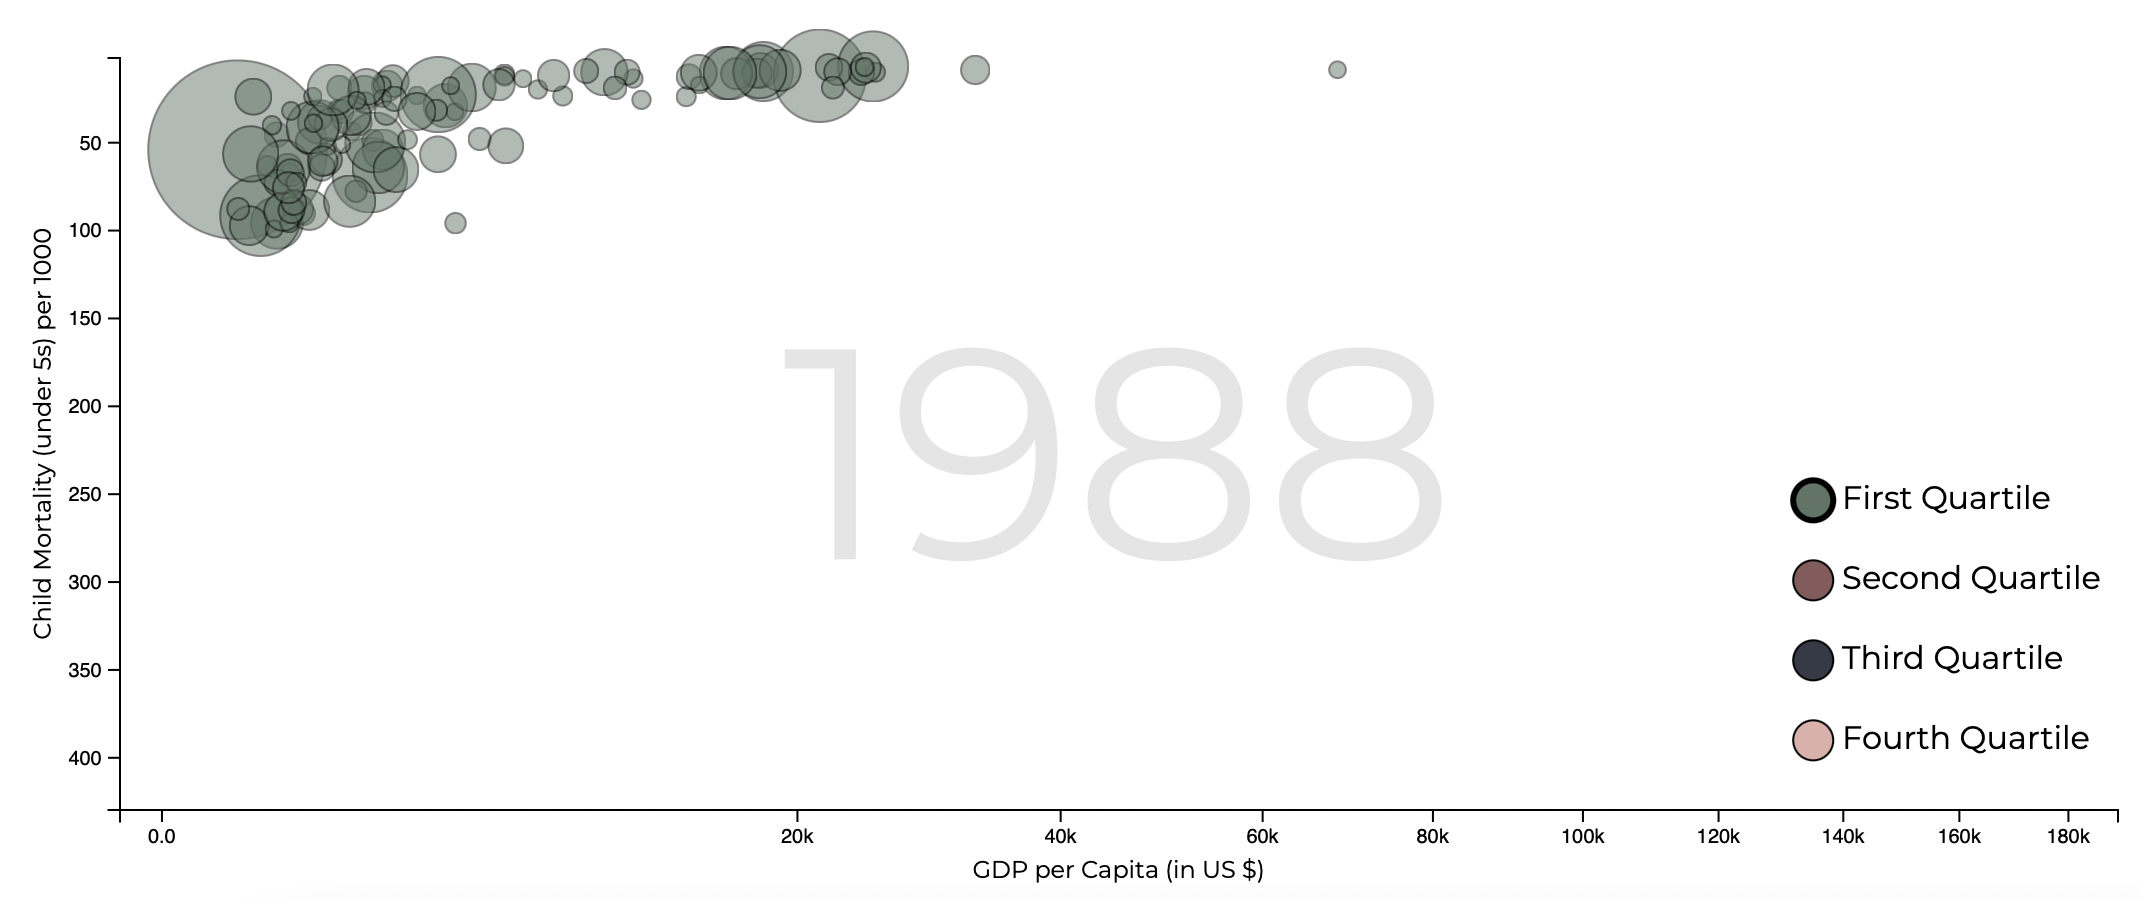 1988
Child Mortality (under 5s) per 1000
50
100
150
200
250
300
350
400
0.0
20k
40k
60k
80k
100k
120k
140k
160k
180k
GDP per Capita (in US $)
First Quartile
Second Quartile
Third Quartile
Fourth Quartile